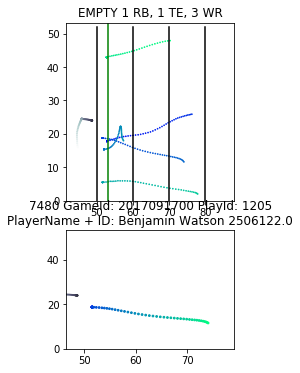 EMPTY 1 RB, 1 TE, 3 WR
50
40
30
20
10
0
50 60 70 80
7480 GameId: 2017091700 PlayId: 1205
PlayerName + ID: Benjamin Watson 2506122.0
40
20
0
50 60 70